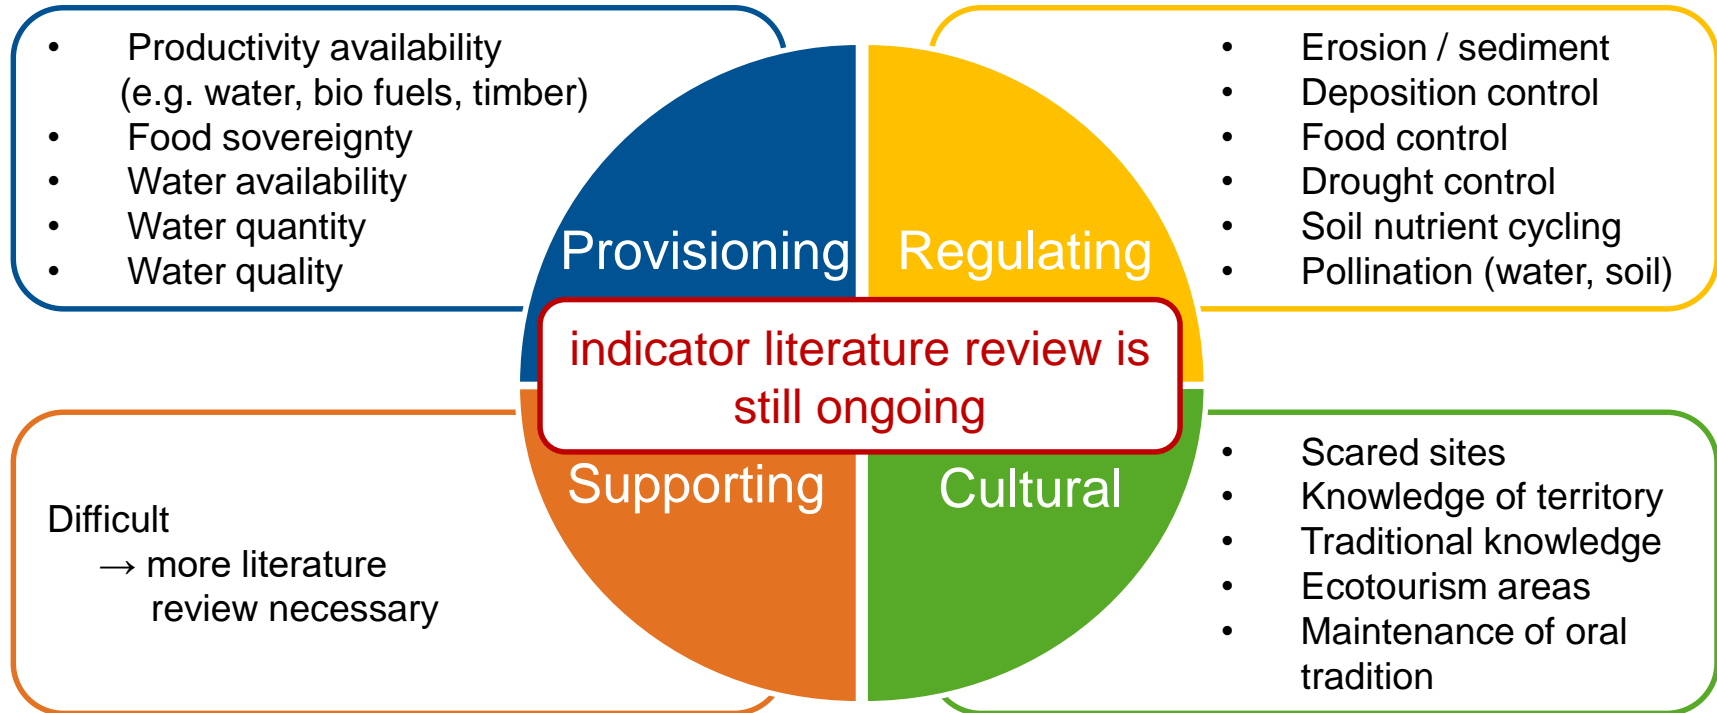 • Productivity availability
(e.g. water, bio fuels, timber)
• Food sovereignty
• Water availability
• Water quantity
• Water quality
• Erosion / sediment
• Deposition control
• Food control
• Drought control
• Soil nutrient cycling
• Pollination (water, soil)
Provisioning
Regulating
indicator literature review is
still ongoing
Supporting
Cultural
Difficult
→ more literature
review necessary
• Scared sites
• Knowledge of territory
• Traditional knowledge
• Ecotourism areas
• Maintenance of oral
tradition